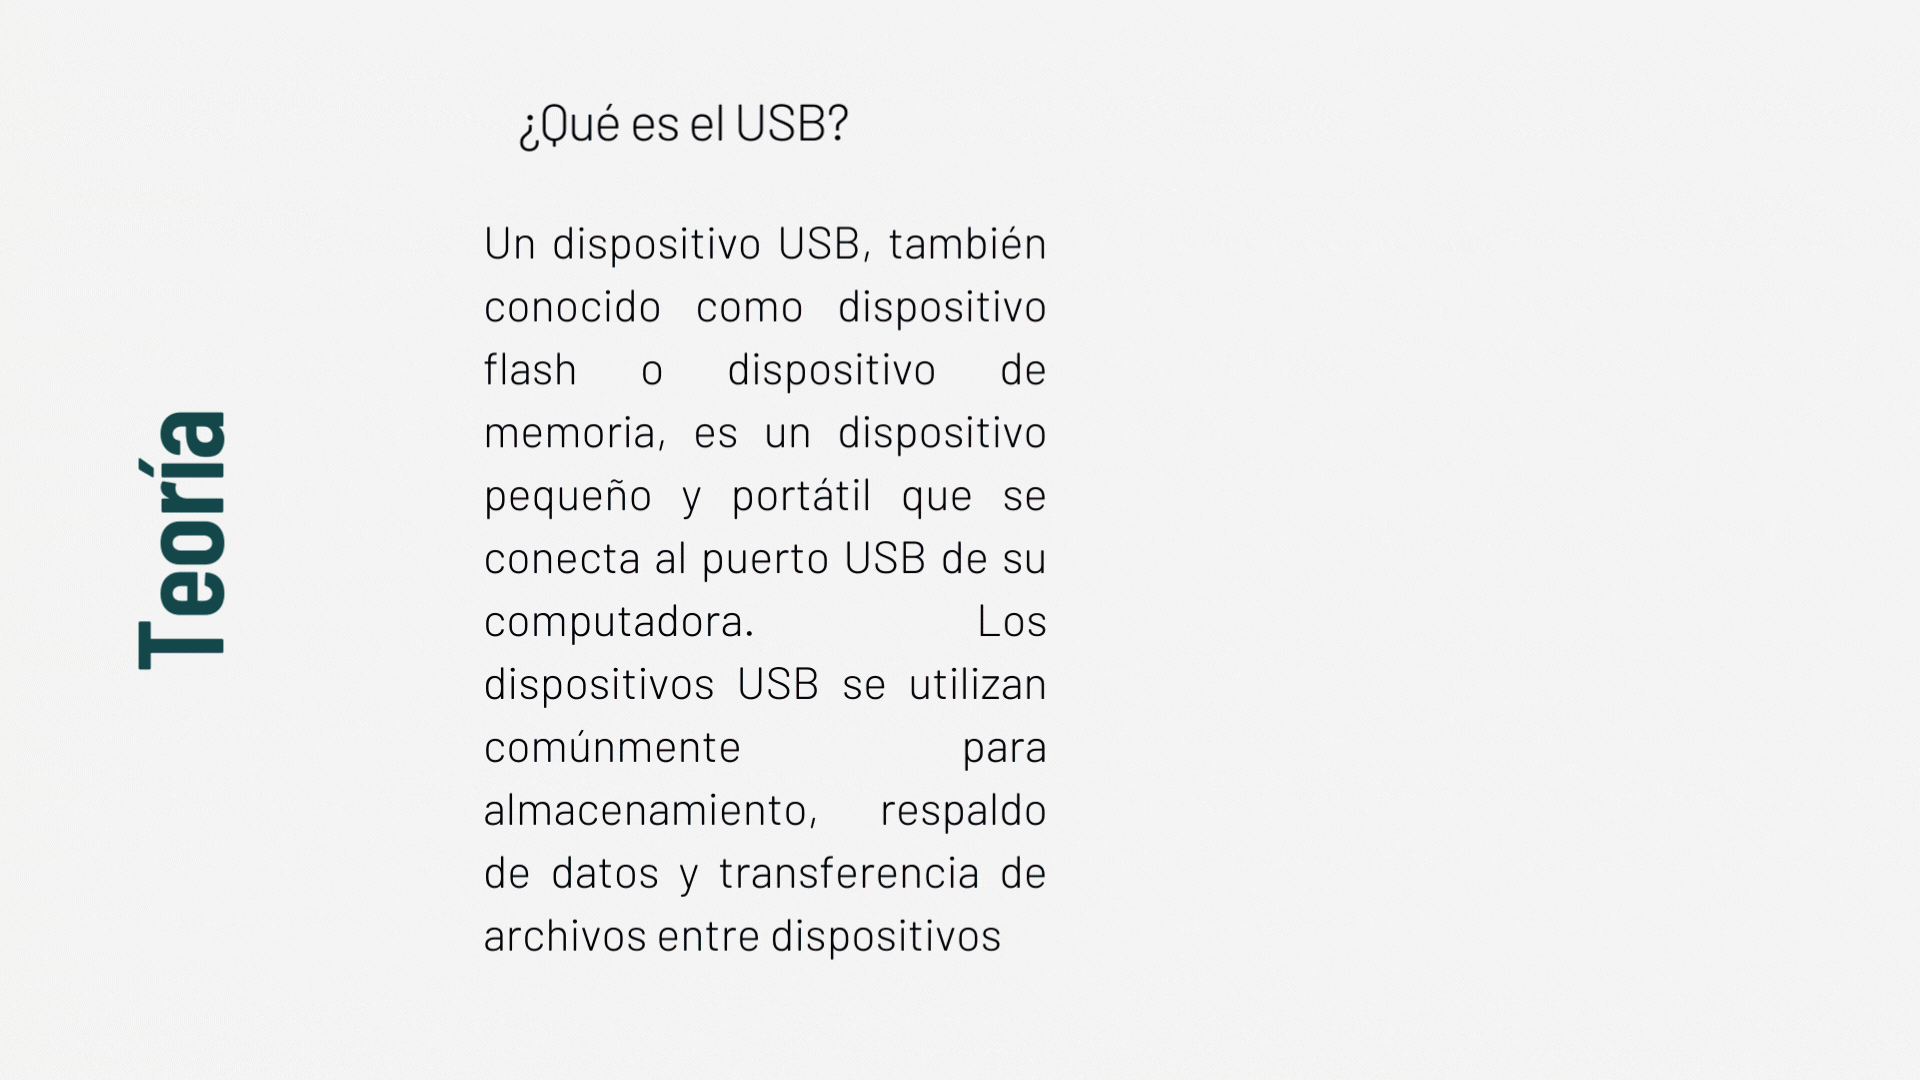 Teoría
¿Qué es el USB?
Un dispositivo USB, también
conocido como dispositivo
flash o dispositivo de
memoria, es un dispositivo
pequeño y portátil que se
conecta al puerto USB de su
computadora. Los
dispositivos USB se utilizan
comúnmente para
almacenamiento, respaldo
de datos y transferencia de
archivos entre dispositivos